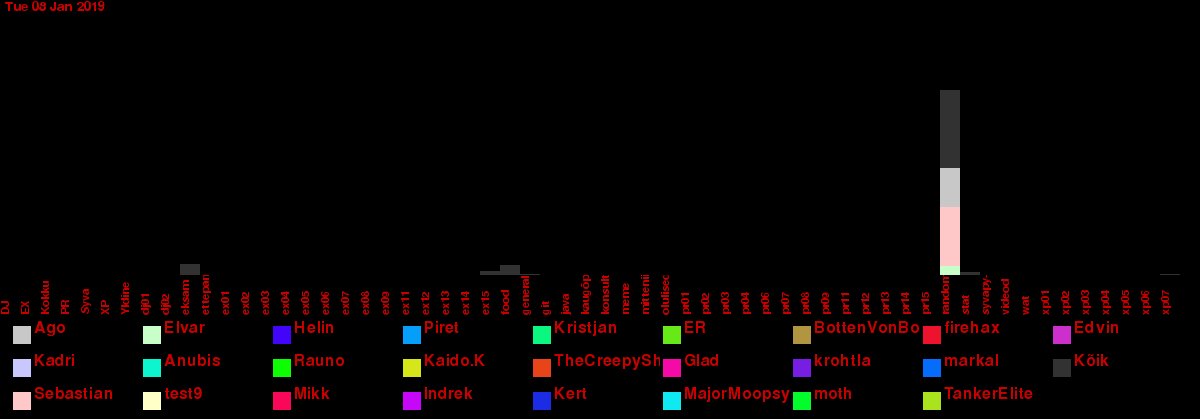 Tue 08 Jan 2019
DJ EX Kokku PR Syva XP Yldine dj01 dj02 eksam ettepan ex01 ex02 ex03 ex04 ex05 ex06 ex07 ex08 ex09 ex11 ex12 ex13 ex14 ex15 food general git java kaugõp konsult meme mittenii olulisec pr01 pr02 pr03 pr04 pr06 pr07 pr08 pr09 pr11 pr12 pr13 pr14 pr15 random stat syvapy- videod wat xp01 xp02 xp03 xp04 xp05 xp06 xp07
Ago Elvar Helin Piret Kristjan ER BottenVonBo firehax Edvin
Kadri Anubis Rauno Kaido.K TheCreepySh Glad krohtla markal Kõik
Sebastian test9 Mikk Indrek Kert MajorMoopsy moth TankerElite